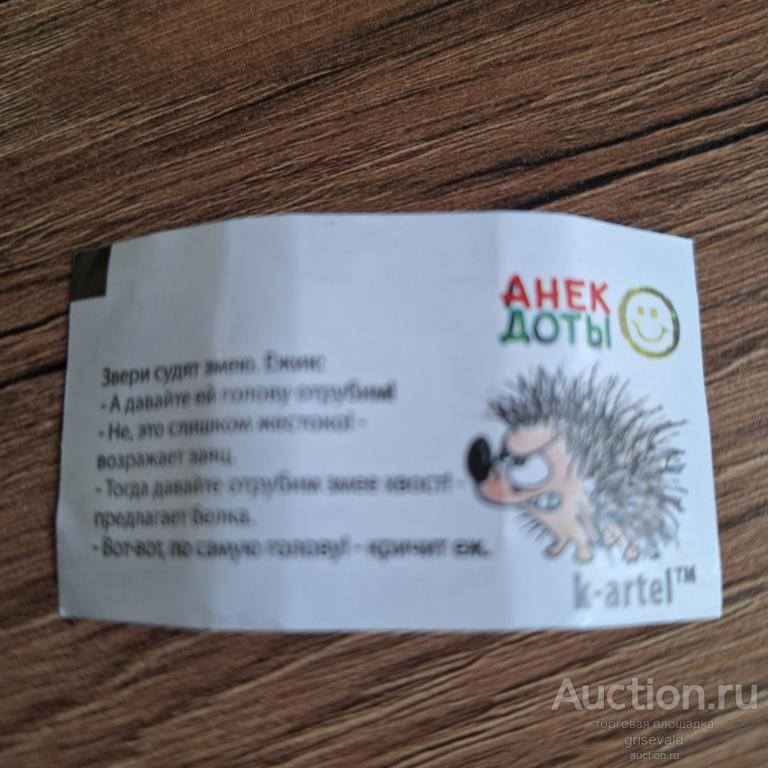 АНЕК
ДОТЫ
Звери судят змею. Ежик:
- А давайте ей голову отрубим!
- Не, это слишком жестоко! -
возражает заяц.
- Тогда давайте отрубим змее хвост! -
предлагает белка.
- Вот-вот, по самую голову! - кричит еж.
k-artel™
Auction.ru
торговая площадка
grisevald
auction.ru